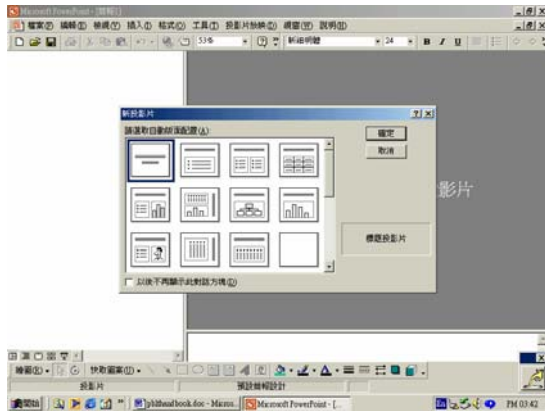 Microsoft PowerPoint - [簡報1]
檔案(F) 編輯(E) 檢視(V) 插入(I) 格式(O) 工具(T) 投影片放映(D) 視窗(W) 說明(H)
53% 新細明體 24 B I U
新投影片
請選取自動版面配置(A):
確定
取消
影片
標題投影片
以後不再顯示此對話方塊(D)
繪圖(R) 快取圖案(U)
投影片 預設簡報設計
開始 pblthandbook.doc - Micros... Microsoft PowerPoint - [... PM 03:42